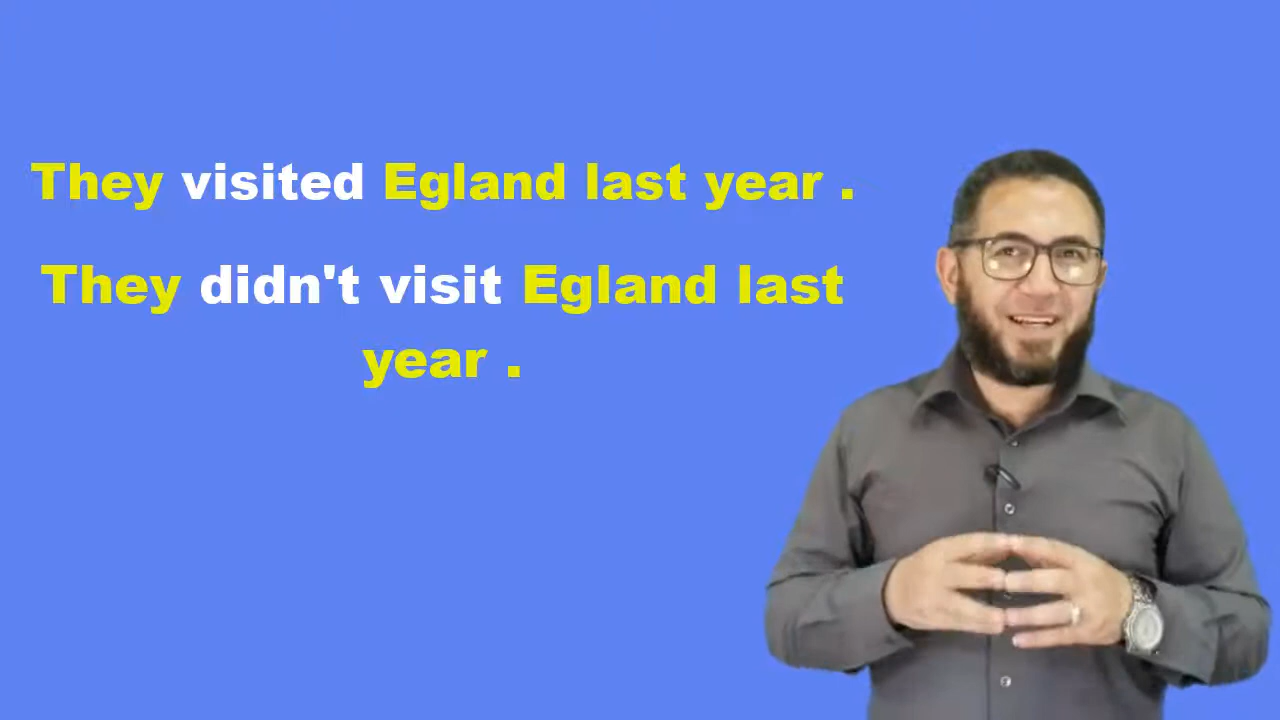 They visited Egland last year .
They didn't visit Egland last
year .